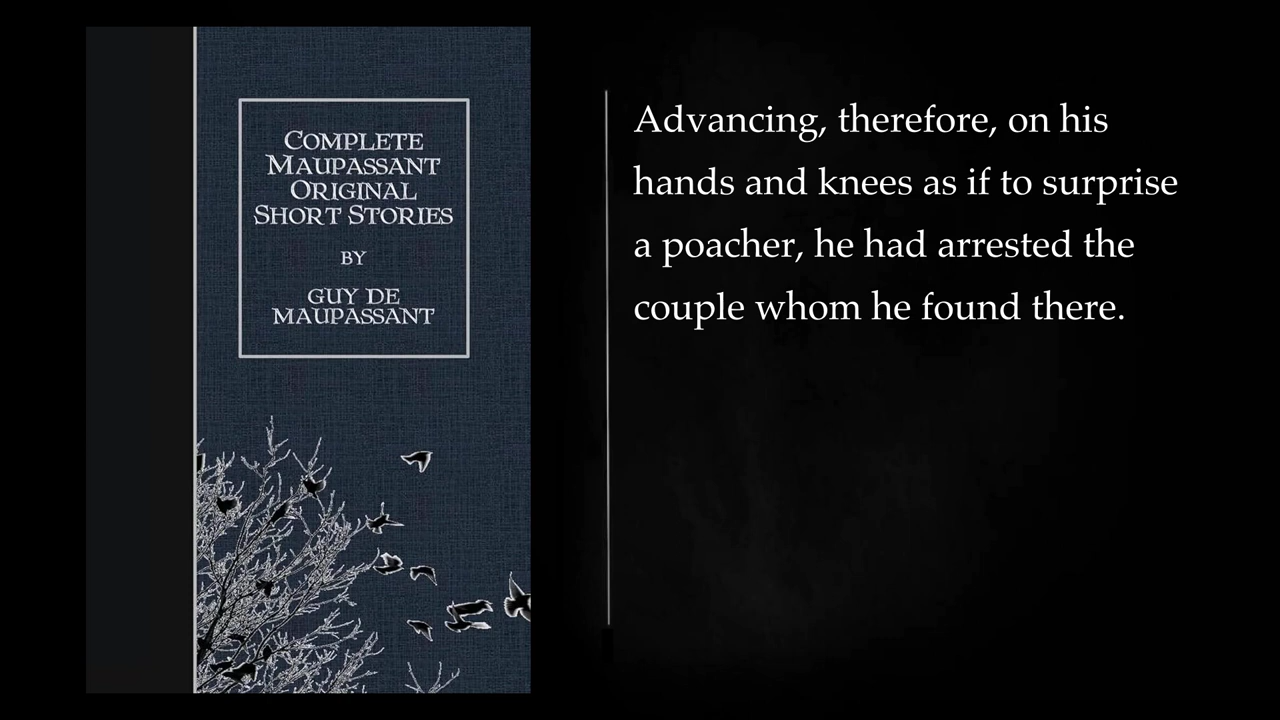 COMPLETE
MAUPASSANT
ORIGINAL
SHORT STORIES
BY
GUY DE
MAUPASSANT
Advancing, therefore, on his
hands and knees as if to surprise
a poacher, he had arrested the
couple whom he found there.